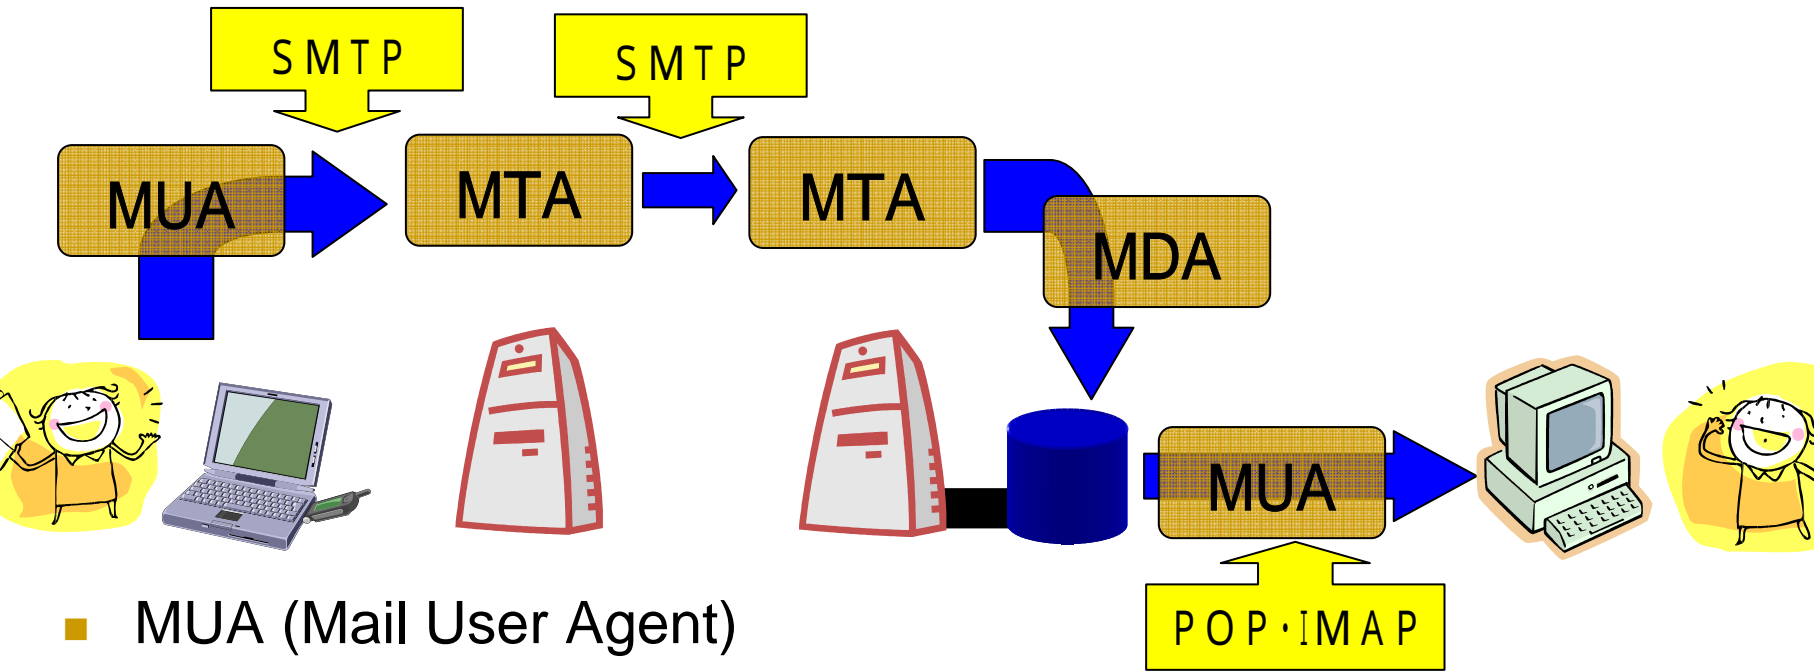 SMTP
SMTP
MUA
MTA
MTA
MDA
MUA
POP・IMAP
MUA (Mail User Agent)